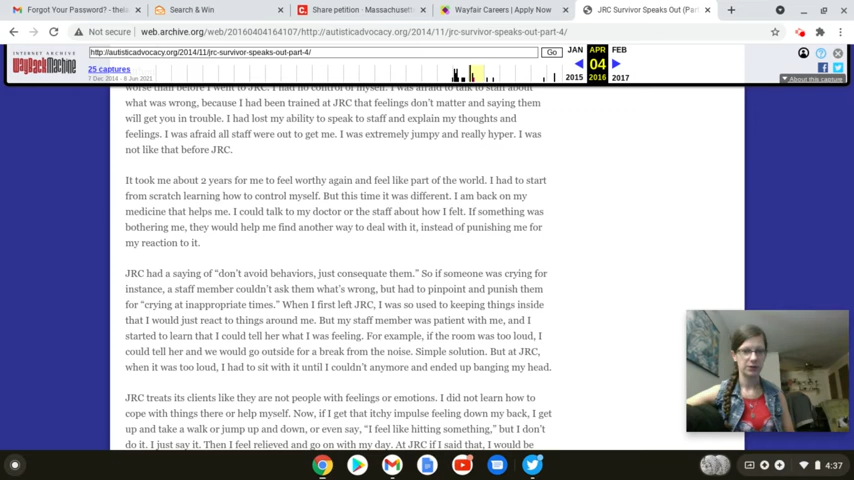 Forgot Your Password? - thela
Search & Win
Share petition · Massachusett
Wayfair Careers | Apply Now
JRC Survivor Speaks Out (Part
web.archive.org/web/20160404164107/http://autisticadvocacy.org/2014/11/jrc-survivor-speaks-out-part-4/
INTERNET ARCHIVE
WayBackMachine
http://autisticadvocacy.org/2014/11/jrc-survivor-speaks-out-part-4/
Go
JAN APR FEB
25 captures
04
7 Dec 2014 - 8 Jun 2021
2015 2016 2017
About this capture
worse than before I went to JRC. I had no control of myself. I was afraid to talk to staff about
what was wrong, because I had been trained at JRC that feelings don't matter and saying them
will get you in trouble. I had lost my ability to speak to staff and explain my thoughts and
feelings. I was afraid all staff were out to get me. I was extremely jumpy and really hyper. I was
not like that before JRC.
It took me about 2 years for me to feel worthy again and feel like part of the world. I had to start
from scratch learning how to control myself. But this time it was different. I am back on my
medicine that helps me. I could talk to my doctor or the staff about how I felt. If something was
bothering me, they would help me find another way to deal with it, instead of punishing me for
my reaction to it.
JRC had a saying of “don't avoid behaviors, just consequate them.” So if someone was crying for
instance, a staff member couldn't ask them what's wrong, but had to pinpoint and punish them
for “crying at inappropriate times.” When I first left JRC, I was so used to keeping things inside
that I would just react to things around me. But my staff member was patient with me, and I
started to learn that I could tell her what I was feeling. For example, if the room was too loud, I
could tell her and we would go outside for a break from the noise. Simple solution. But at JRC,
when it was too loud, I had to sit with it until I couldn't anymore and ended up banging my head.
JRC treats its clients like they are not people with feelings or emotions. I did not learn how to
cope with things there or help myself. Now, if I get that itchy impulse feeling down my back, I get
up and take a walk or jump up and down, or even say, “I feel like hitting something,” but I don't
do it. I just say it. Then I feel relieved and go on with my day. At JRC if I said that, I would be
4:37